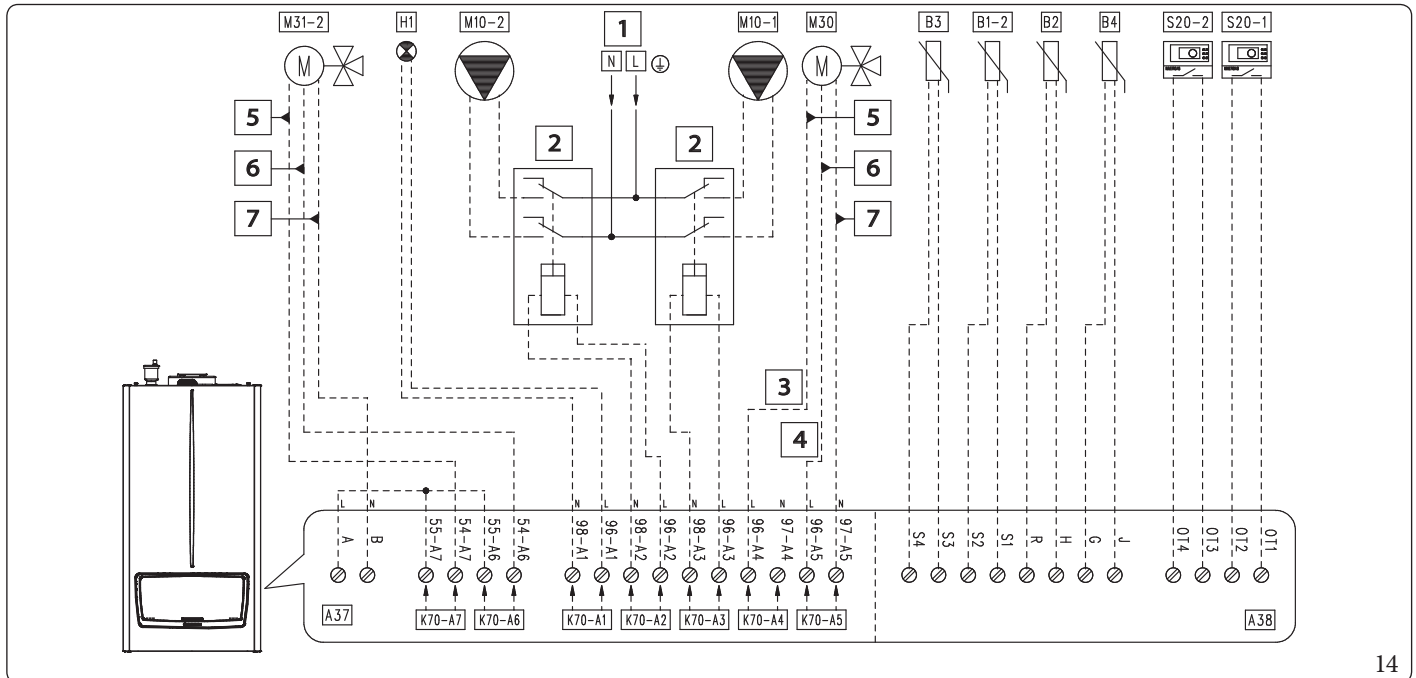 M31-2 H1 M10-2 1 M10-1 M30 B3 B1-2 B2 B4 S20-2 S20-1
N L
M M
5 5
2 2
6 6
7 7
3
4
L N N L N L N L L N L N
A B 55-A7 54-A7 55-A6 54-A6 98-A1 96-A1 98-A2 96-A2 98-A3 96-A3 96-A4 97-A4 96-A5 97-A5 S4 S3 S2 S1 R H G J OT4 OT3 OT2 OT1
A37 K70-A7 K70-A6 K70-A1 K70-A2 K70-A3 K70-A4 K70-A5 A38
14